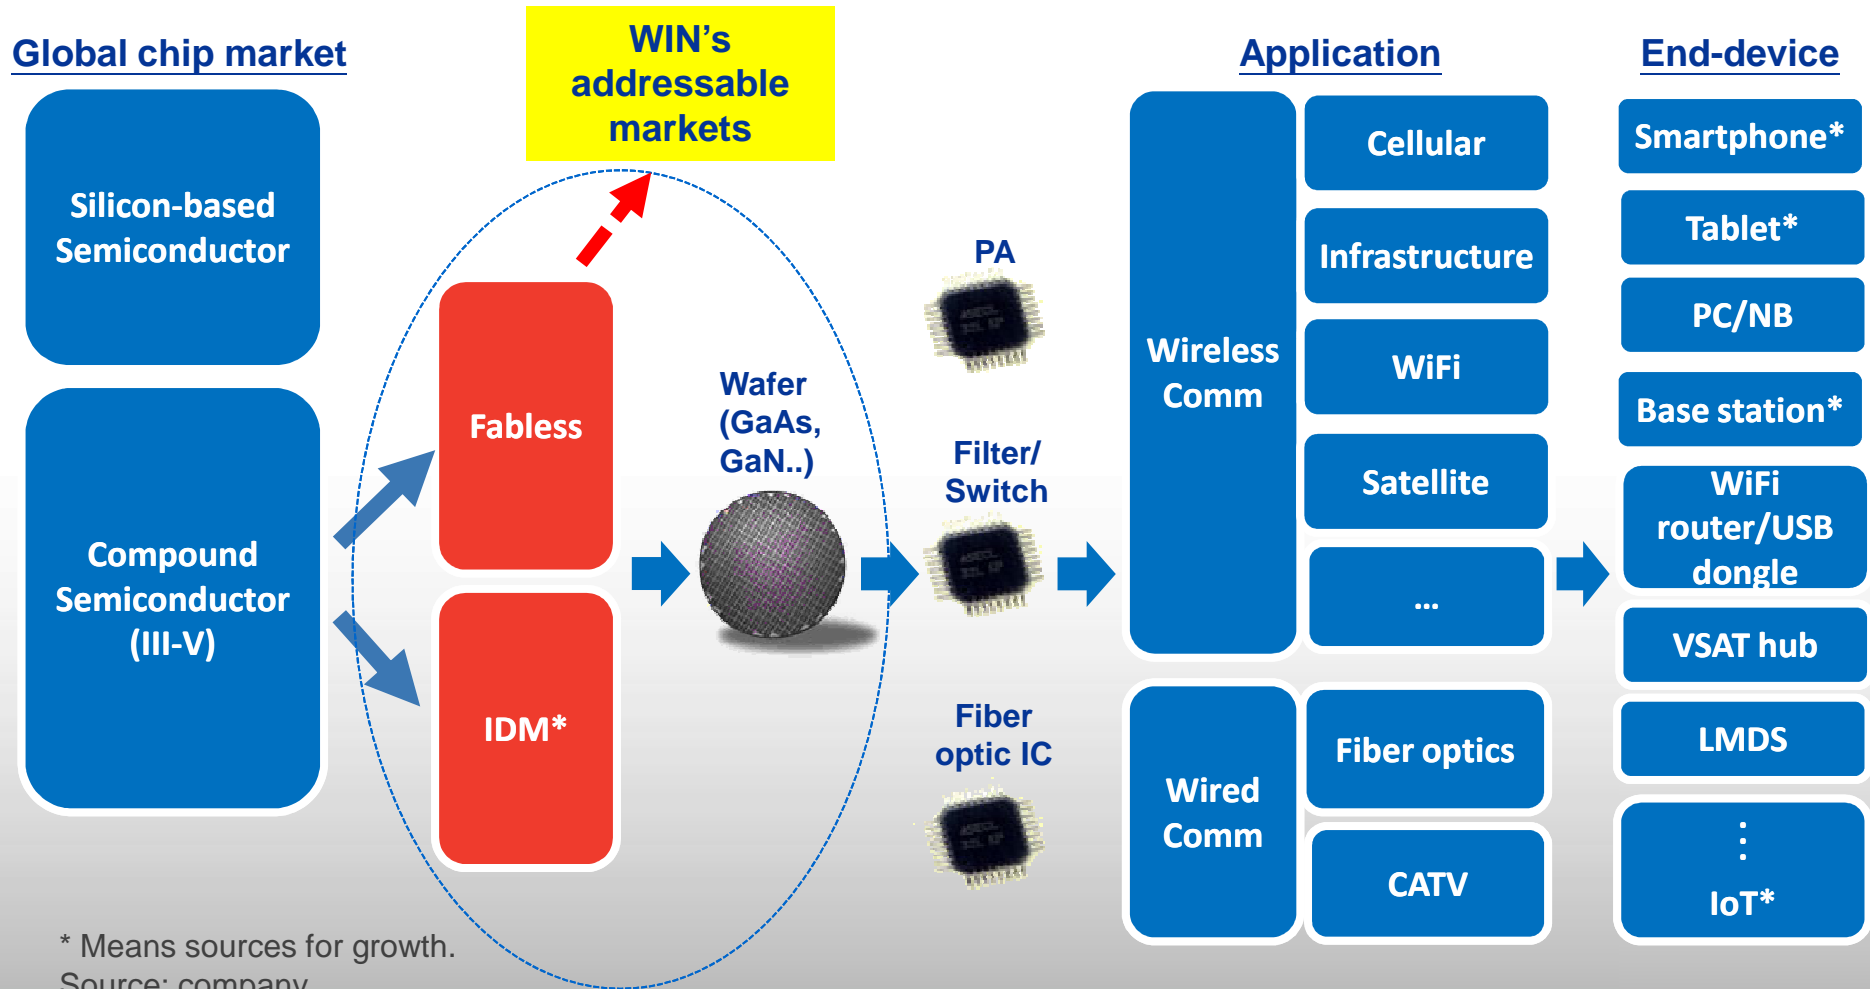 Global chip market
WIN's
addressable
markets
Application
End-device
Silicon-based
Semiconductor
Compound
Semiconductor
(III-V)
Fabless
IDM*
Wafer
(GaAs,
GaN..)
PA
Filter/
Switch
Fiber
optic IC
Wireless
Comm
Cellular
Infrastructure
WiFi
Satellite
...
Wired
Comm
Fiber optics
CATV
Smartphone*
Tablet*
PC/NB
Base station*
WiFi
router/USB
dongle
VSAT hub
LMDS
⋮
IoT*
* Means sources for growth.
Source: company